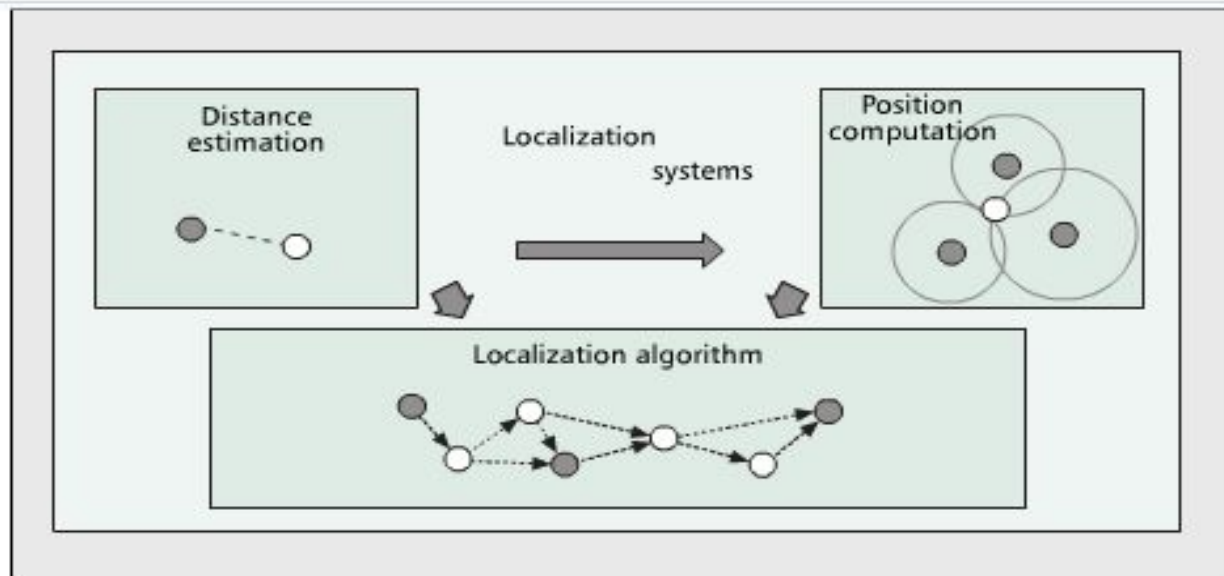 Distance
estimation
Localization
systems
Position
computation
Localization algorithm